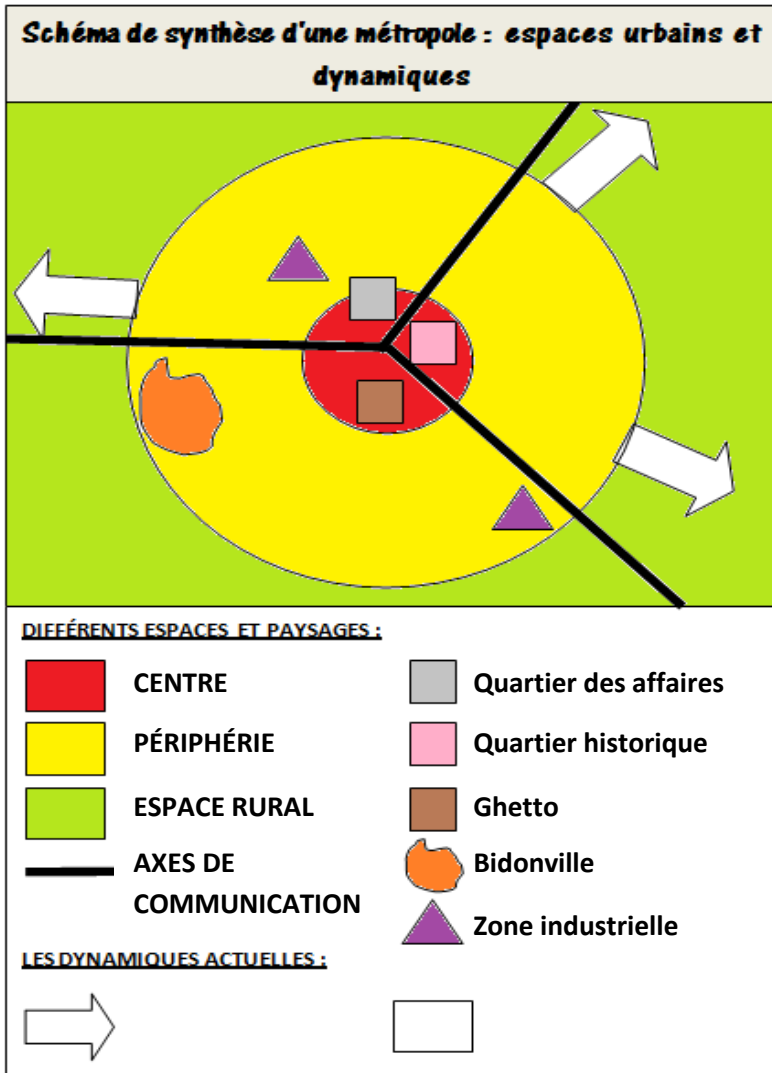 Schéma de synthèse d'une métropole : espaces urbains et
dynamiques
DIFFÉRENTS ESPACES ET PAYSAGES :
CENTRE
Quartier des affaires
PÉRIPHÉRIE
Quartier historique
ESPACE RURAL
Ghetto
AXES DE
COMMUNICATION
Bidonville
Zone industrielle
LES DYNAMIQUES ACTUELLES :